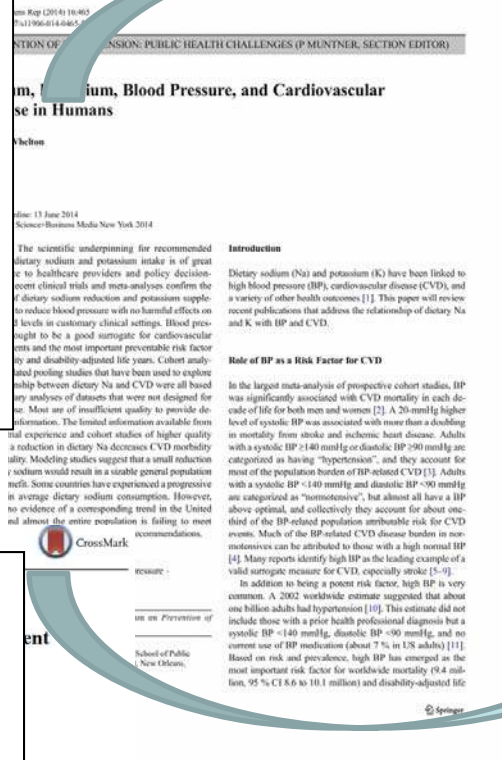 ens Rep (2014) 16:465
NTION OF SION: PUBLIC HEALTH CHALLENGES (P MUNTNER, SECTION EDITOR)
ium, Blood Pressure, and Cardiovascular
se in Humans
Whelton
nline: 13 June 2014
Science+Business Media New York 2014
The scientific underpinning for recommended
dietary sodium and potassium intake is of great
e to healthcare providers and policy decision-
ecent clinical trials and meta-analyses confirm the
f dietary sodium reduction and potassium supple-
to reduce blood pressure with no harmful effects on
d levels in customary clinical settings. Blood pres-
ought to be a good surrogate for cardiovascular
ents and the most important preventable risk factor
ity and disability-adjusted life years. Cohort analy-
lated pooling studies that have been used to explore
nship between dietary Na and CVD were all based
ary analyses of datasets that were not designed for
se. Most are of insufficient quality to provide de-
nformation. The limited information available from
nal experience and cohort studies of higher quality
a reduction in dietary Na decreases CVD morbidity
ality. Modeling studies suggest that a small reduction
y sodium would result in a sizable general population
nefit. Some countries have experienced a progressive
in average dietary sodium consumption. However,
no evidence of a corresponding trend in the United
nd almost the entire population is failing to meet
ecommendations.
CrossMark
ressure ·
on on Prevention of
ent
School of Public
, New Orleans,
Introduction
Dietary sodium (Na) and potassium (K) have been linked to
high blood pressure (BP), cardiovascular disease (CVD), and
a variety of other health outcomes [1]. This paper will review
recent publications that address the relationship of dietary Na
and K with BP and CVD.
Role of BP as a Risk Factor for CVD
In the largest meta-analysis of prospective cohort studies, BP
was significantly associated with CVD mortality in each de-
cade of life for both men and women [2]. A 20-mmHg higher
level of systolic BP was associated with more than a doubling
in mortality from stroke and ischemic heart disease. Adults
with a systolic BP ≥140 mmHg or diastolic BP ≥90 mmHg are
categorized as having "hypertension", and they account for
most of the population burden of BP-related CVD [3]. Adults
with a systolic BP <140 mmHg and diastolic BP <90 mmHg
are categorized as "normotensive", but almost all have a BP
above optimal, and collectively they account for about one-
third of the BP-related population attributable risk for CVD
events. Much of the BP-related CVD disease burden in nor-
motensives can be attributed to those with a high normal BP
[4]. Many reports identify high BP as the leading example of a
valid surrogate measure for CVD, especially stroke [5–9].
In addition to being a potent risk factor, high BP is very
common. A 2002 worldwide estimate suggested that about
one billion adults had hypertension [10]. This estimate did not
include those with a prior health professional diagnosis but a
systolic BP <140 mmHg, diastolic BP <90 mmHg, and no
current use of BP medication (about 7 % in US adults) [11].
Based on risk and prevalence, high BP has emerged as the
most important risk factor for worldwide mortality (9.4 mil-
lion, 95 % CI 8.6 to 10.1 million) and disability-adjusted life
Springer